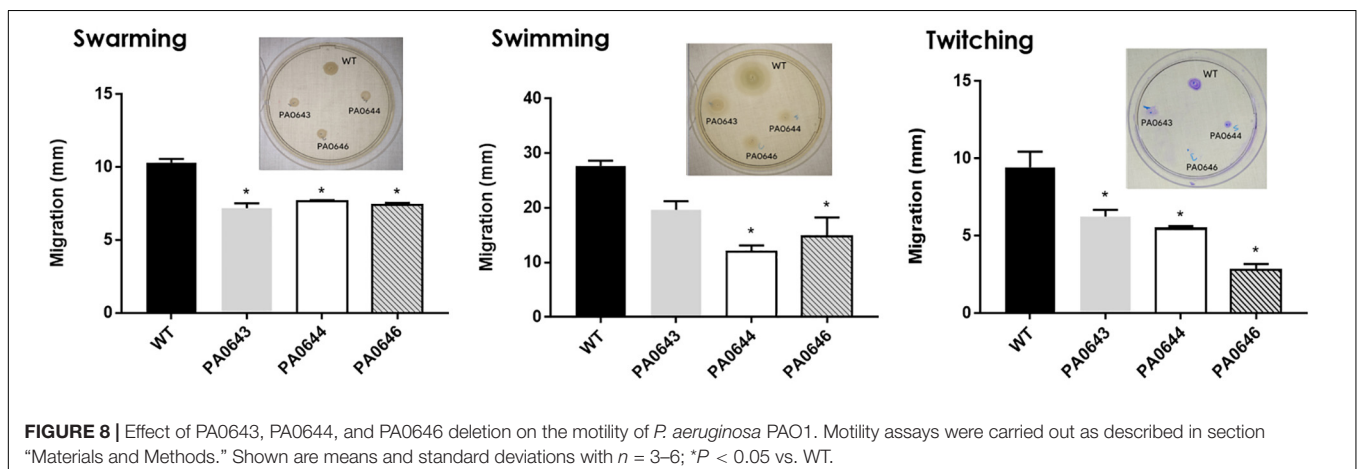 Swarming
Migration (mm)
15
10
5
0
*
*
*
WT
PA0643
PA0644
PA0646
WT
PA0643
PA0644
PA0646
Swimming
Migration (mm)
40
30
20
10
0
*
*
WT
PA0643
PA0644
PA0646
WT
PA0643
PA0644
PA0646
Twitching
Migration (mm)
15
10
5
0
*
*
*
WT
PA0643
PA0644
PA0646
WT
PA0643
PA0644
PA0646
FIGURE 8 | Effect of PA0643, PA0644, and PA0646 deletion on the motility of P. aeruginosa PAO1. Motility assays were carried out as described in section
“Materials and Methods.” Shown are means and standard deviations with n = 3–6; *P < 0.05 vs. WT.